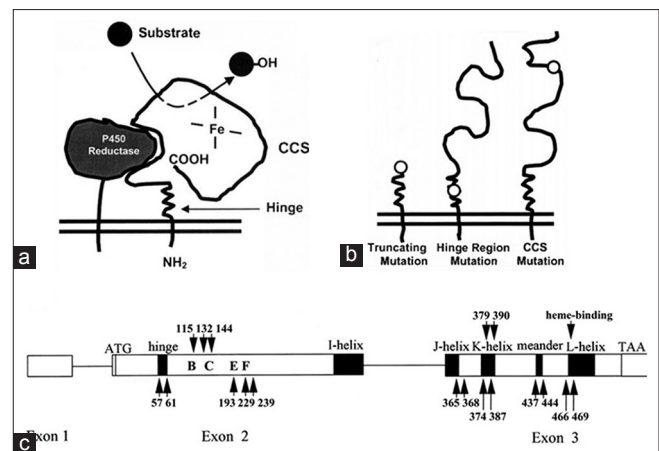 Substrate
OH
P450
Reductase
Fe
CCS
COOH
Hinge
NH2
a
Truncating
Mutation
Hinge Region
Mutation
CCS
Mutation
b
379 390
heme-binding
115 132 144
ATG
hinge
I-helix
J-helix K-helix meander L-helix TAA
B C E F
57 61
193 229 239
365 368
374 387
437 444
466 469
Exon 1
Exon 2
Exon 3
c